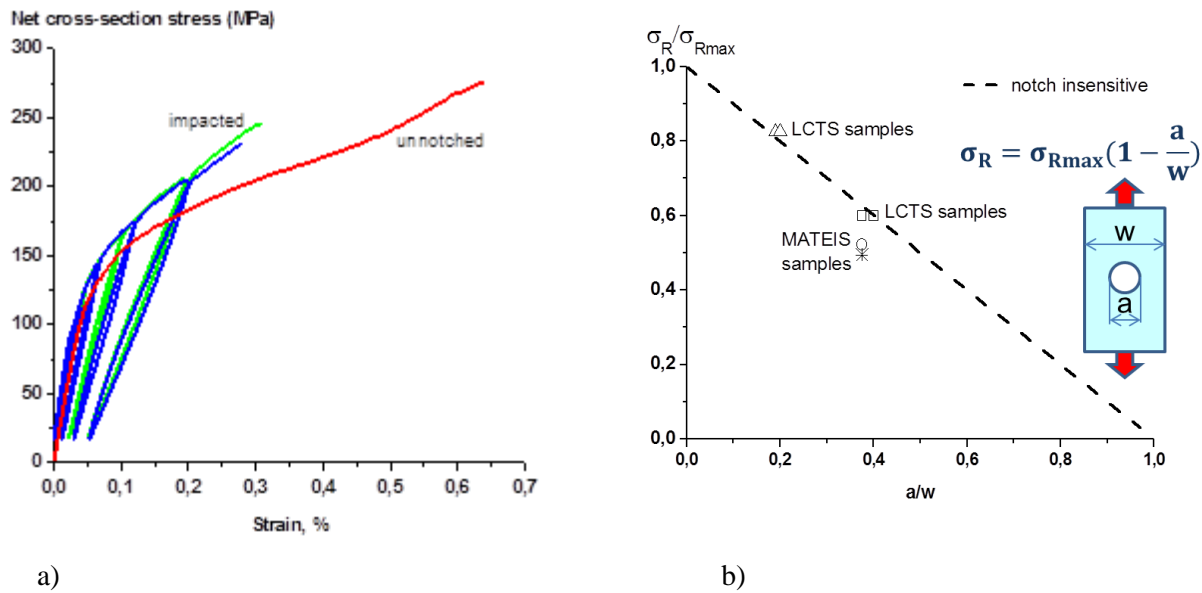 Net cross-section stress (MPa)
300
250
200
150
100
50
0
0,0 0,1 0,2 0,3 0,4 0,5 0,6 0,7
Strain, %
impacted
unnotched
a)
σR/σRmax
1,0
0,8
0,6
0,4
0,2
0,0
0,0 0,2 0,4 0,6 0,8 1,0
a/w
notch insensitive
LCTS samples
LCTS samples
MATEIS
samples
σR = σRmax(1 − a/w)
w
a
b)